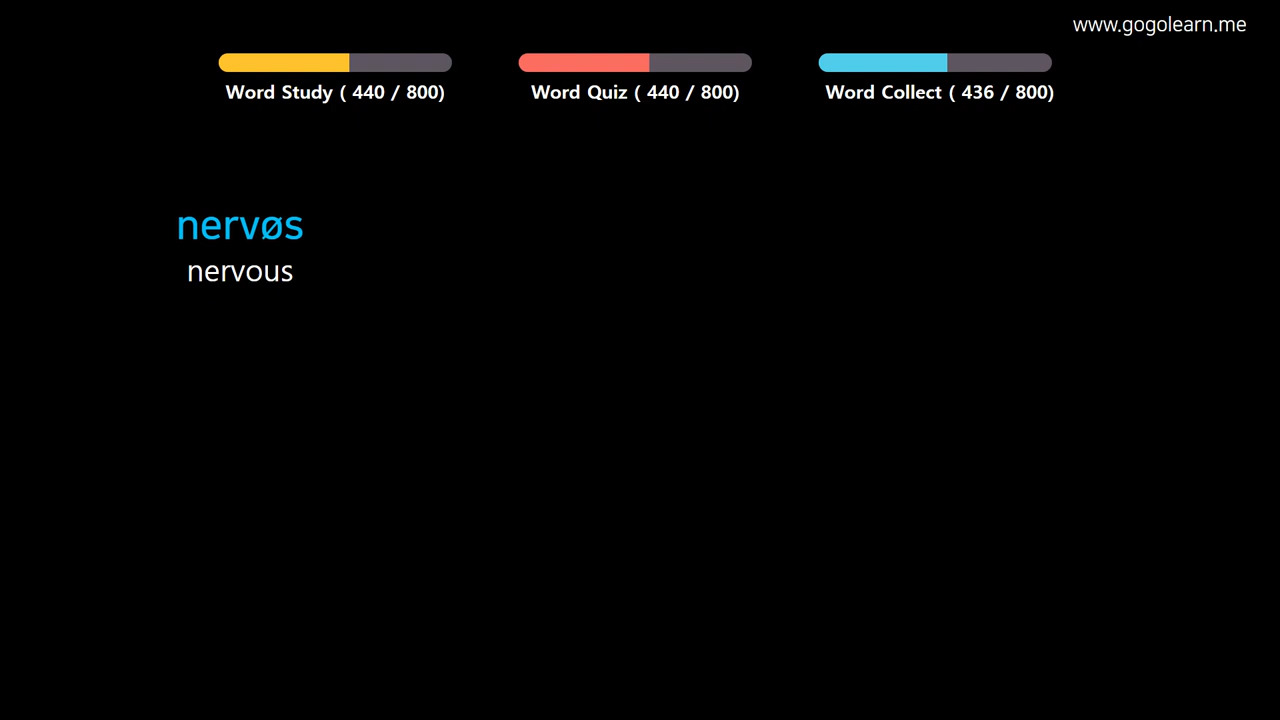 www.gogolearn.me
Word Study ( 440 / 800)
Word Quiz ( 440 / 800)
Word Collect ( 436 / 800)
nervøs
nervous